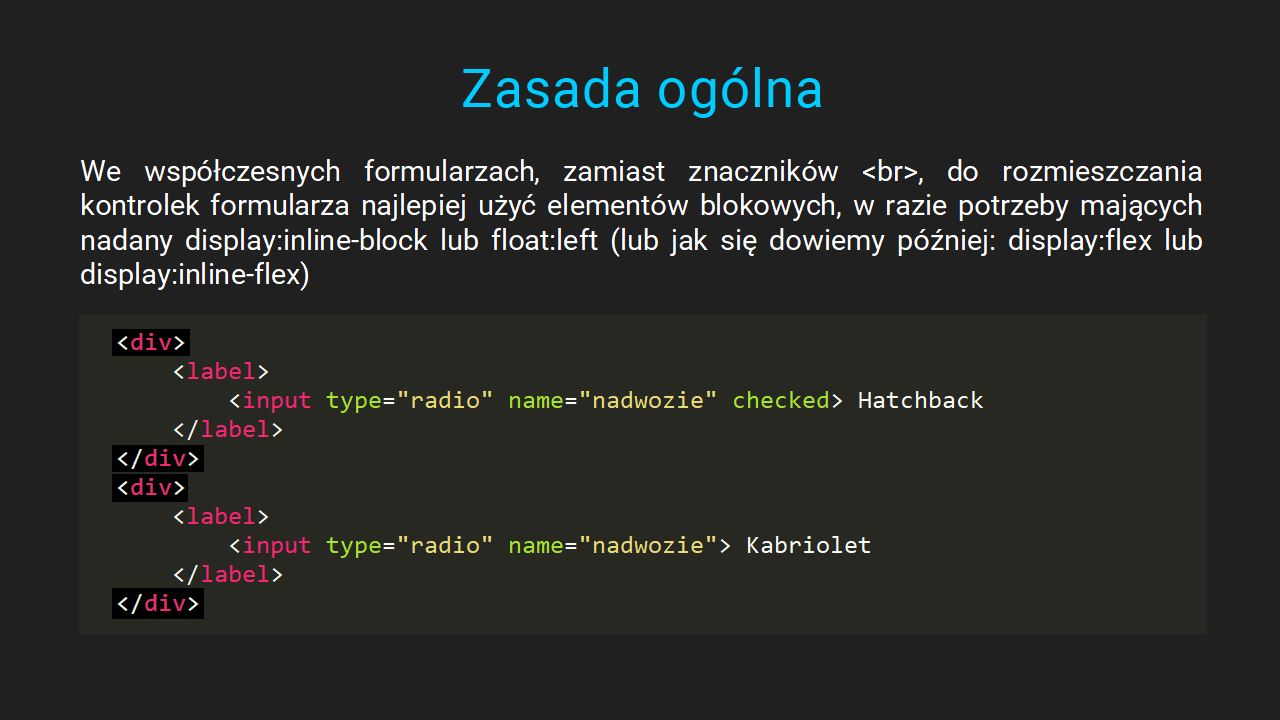 Zasada ogólna
We współczesnych formularzach, zamiast znaczników <br>, do rozmieszczania
kontrolek formularza najlepiej użyć elementów blokowych, w razie potrzeby mających
nadany display:inline-block lub float:left (lub jak się dowiemy później: display:flex lub
display:inline-flex)
<div>
    <label>
        <input type="radio" name="nadwozie" checked> Hatchback
    </label>
</div>
<div>
    <label>
        <input type="radio" name="nadwozie"> Kabriolet
    </label>
</div>